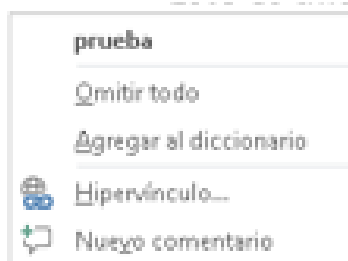 prueba
Omitir todo
Agregar al diccionario
Hipervínculo...
Nuevo comentario